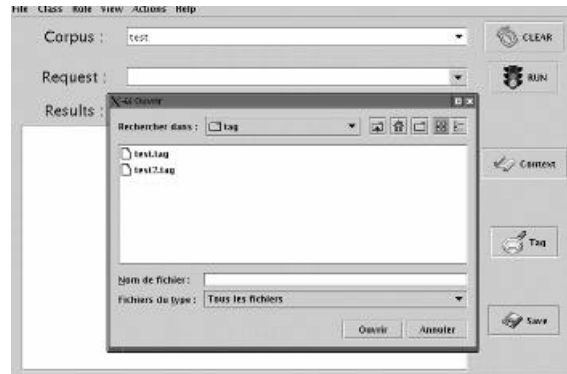 File Class Rule View Actions Help
Corpus : test
CLEAR
Request :
RUN
Results :
Ouvrir
Rechercher dans : tag
test.tag
test2.tag
Context
Tag
Nom de fichier :
Fichiers du type : Tous les fichiers
Ouvrir Annuler
Save